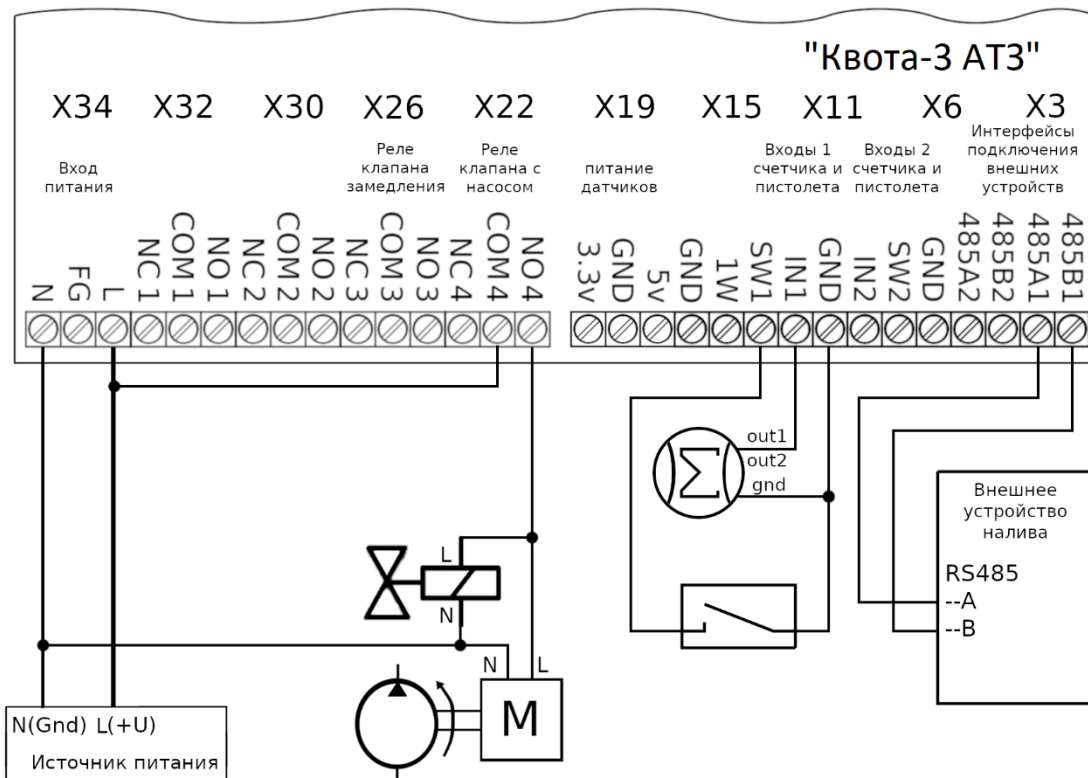 "Квота-3 АТЗ"
X34 X32 X30 X26 X22 X19 X15 X11 X6 X3
Вход
питания
Реле
клапана
замедления
Реле
клапана с
насосом
питание
датчиков
Входы 1
счетчика и
пистолета
Входы 2
счетчика и
пистолета
Интерфейсы
подключения
внешних
устройств
N FG L NC1 COM1 NO1 NC2 COM2 NO2 NC3 COM3 NO3 NC4 COM4 NO4 3.3v GND 5v GND 1W SW1 IN1 GND IN2 SW2 GND 485A2 485B2 485A1 485B1
out1
out2
gnd
L
N
N L
M
Внешнее
устройство
налива
RS485
--A
--B
N(Gnd) L(+U)
Источник питания